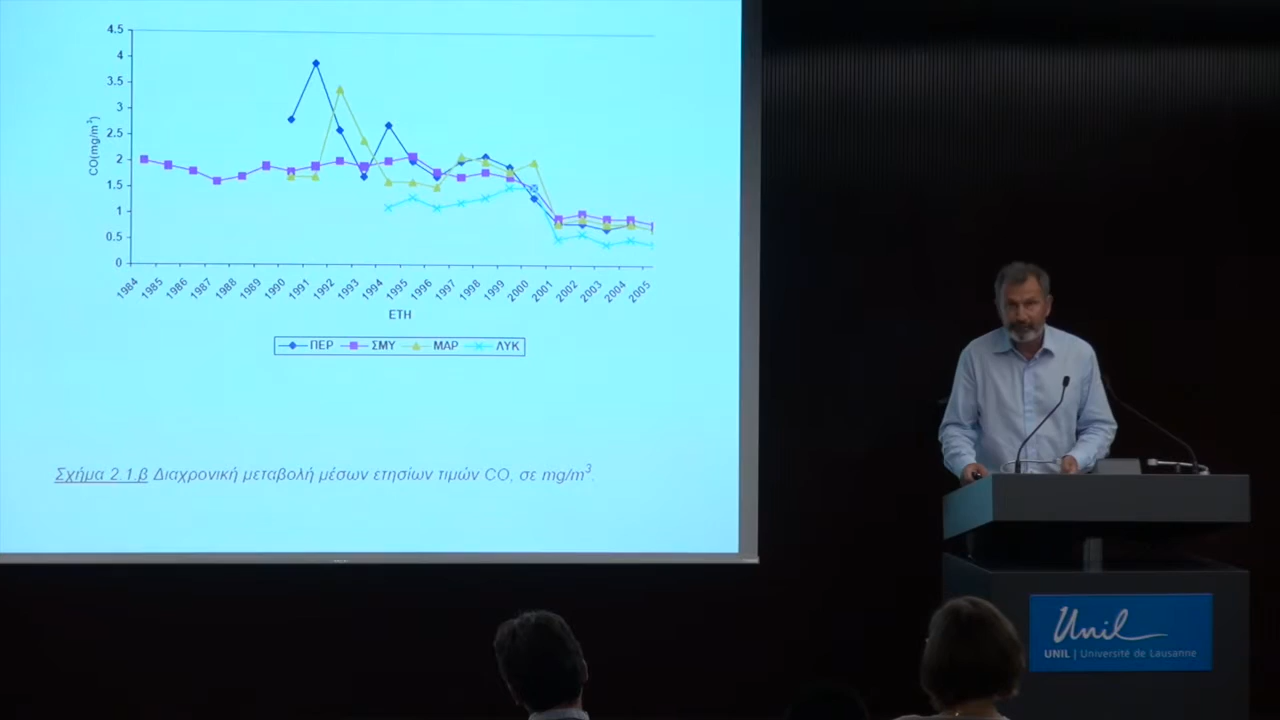 4.5
4
3.5
3
2.5
2
1.5
1
0.5
0
CO(mg/m³)
1984 1985 1986 1987 1988 1989 1990 1991 1992 1993 1994 1995 1996 1997 1998 1999 2000 2001 2002 2003 2004 2005
ΕΤΗ
ΠΕΡ ΣΜΥ ΜΑΡ ΛΥΚ
Σχήμα 2.1.β Διαχρονική μεταβολή μέσων ετησίων τιμών CO, σε mg/m³.
Unil
UNIL | Université de Lausanne